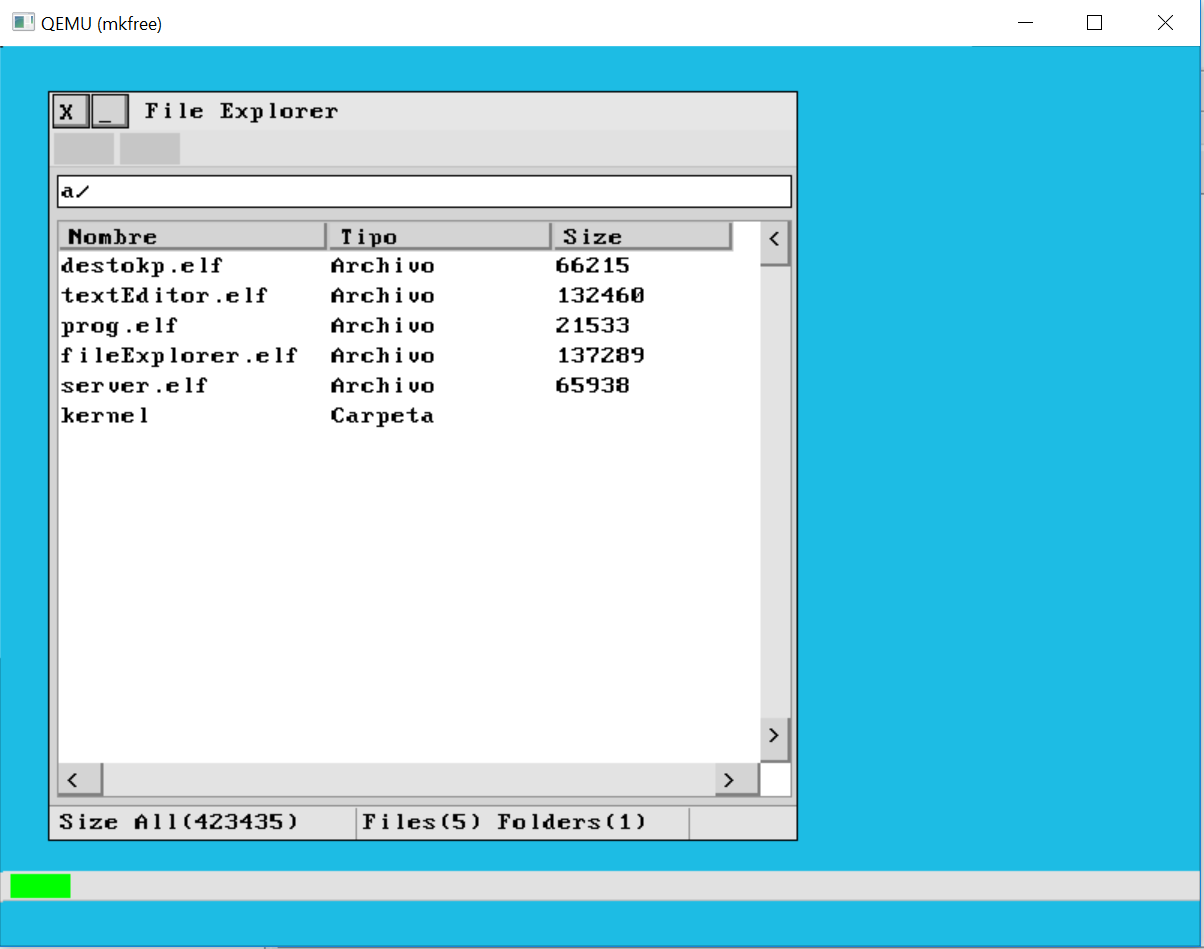 QEMU (mkfree)
X _ File Explorer
a/
Nombre Tipo Size <
destokp.elf Archivo 66215
textEditor.elf Archivo 132460
prog.elf Archivo 21533
fileExplorer.elf Archivo 137289
server.elf Archivo 65938
kernel Carpeta
>
< >
Size All(423435) Files(5) Folders(1)